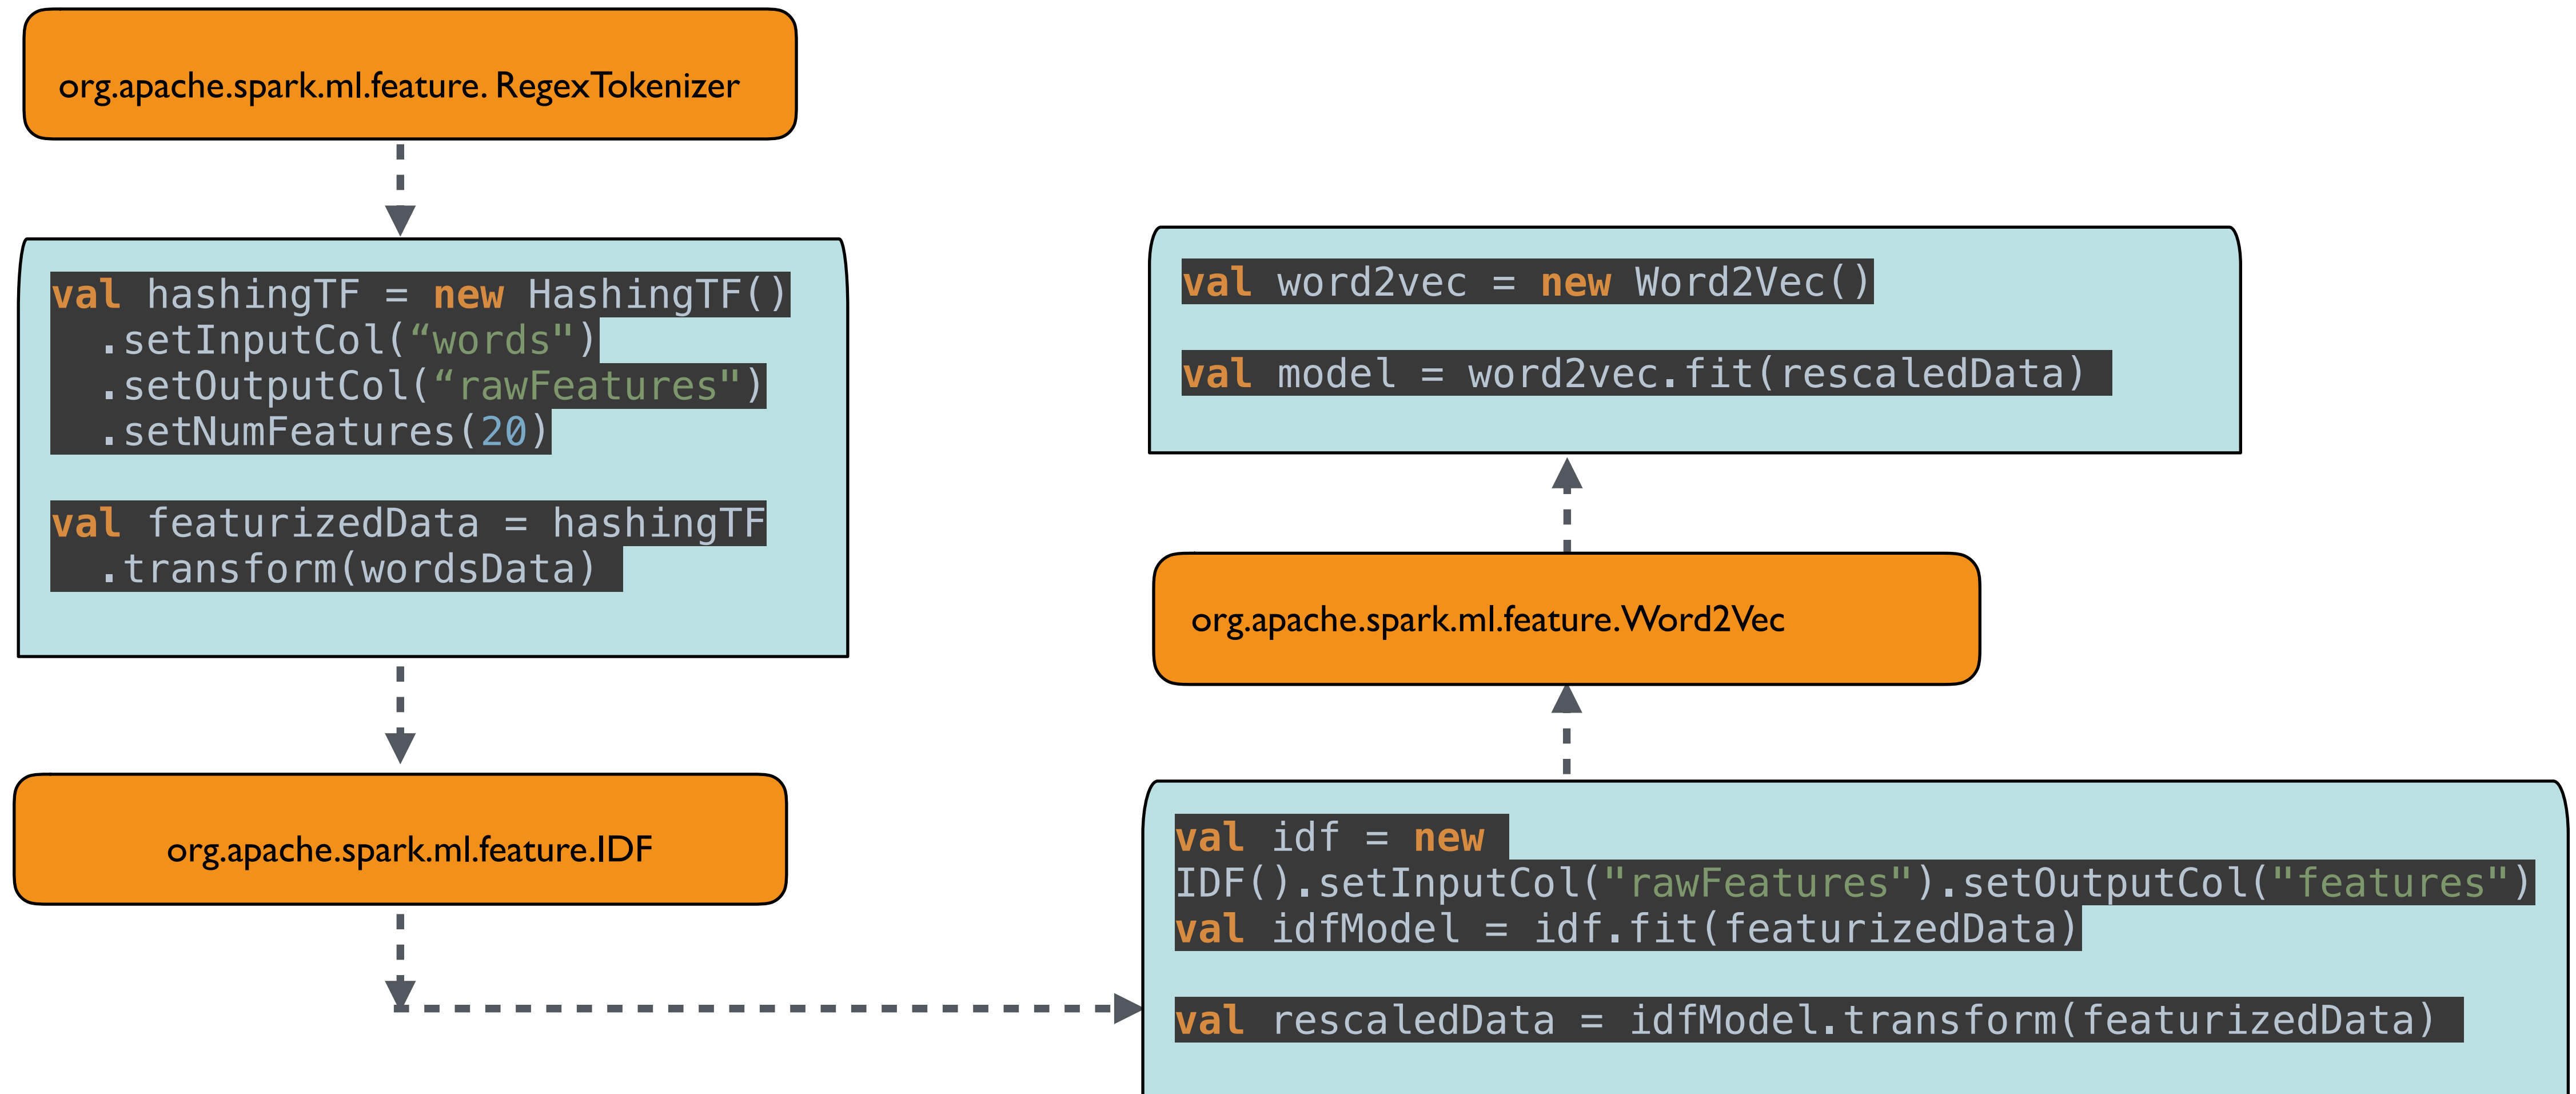 org.apache.spark.ml.feature. RegexTokenizer
val hashingTF = new HashingTF()
  .setInputCol(“words")
  .setOutputCol(“rawFeatures")
  .setNumFeatures(20)
val featurizedData = hashingTF
  .transform(wordsData)
org.apache.spark.ml.feature.IDF
val idf = new
IDF().setInputCol("rawFeatures").setOutputCol("features")
val idfModel = idf.fit(featurizedData)
val rescaledData = idfModel.transform(featurizedData)
org.apache.spark.ml.feature.Word2Vec
val word2vec = new Word2Vec()
val model = word2vec.fit(rescaledData)